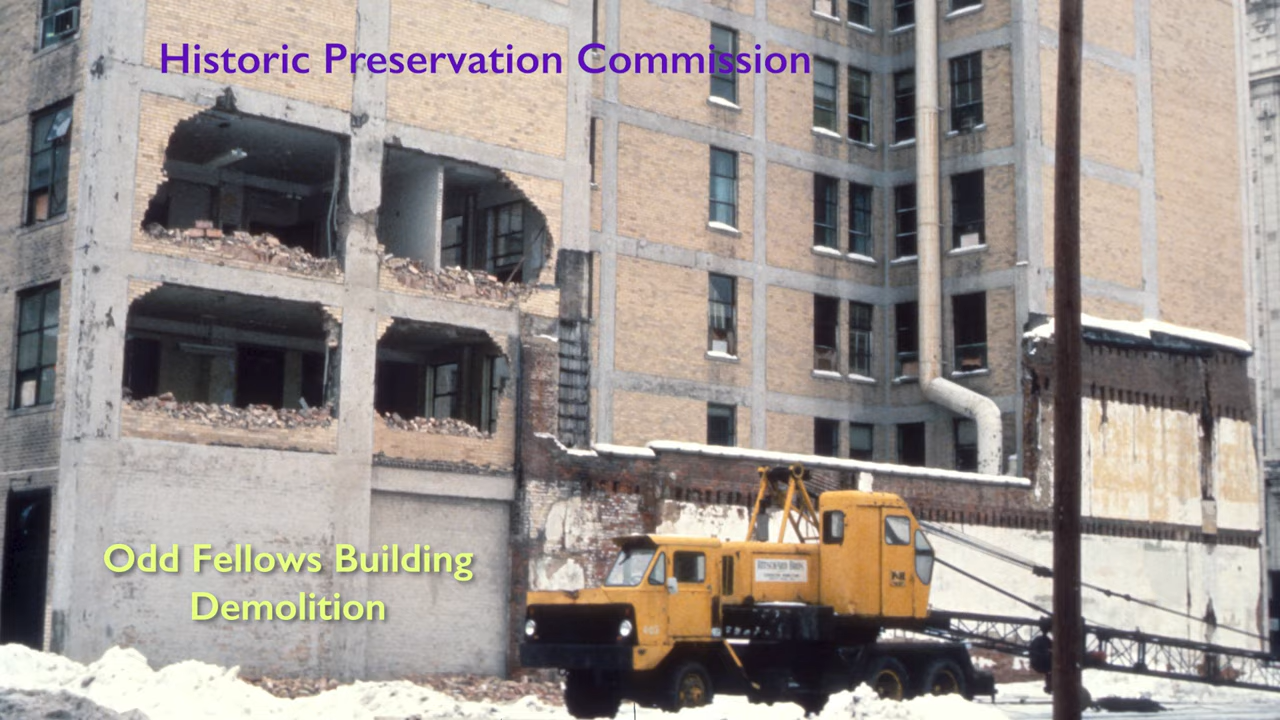 Historic Preservation Commission
Odd Fellows Building
Demolition